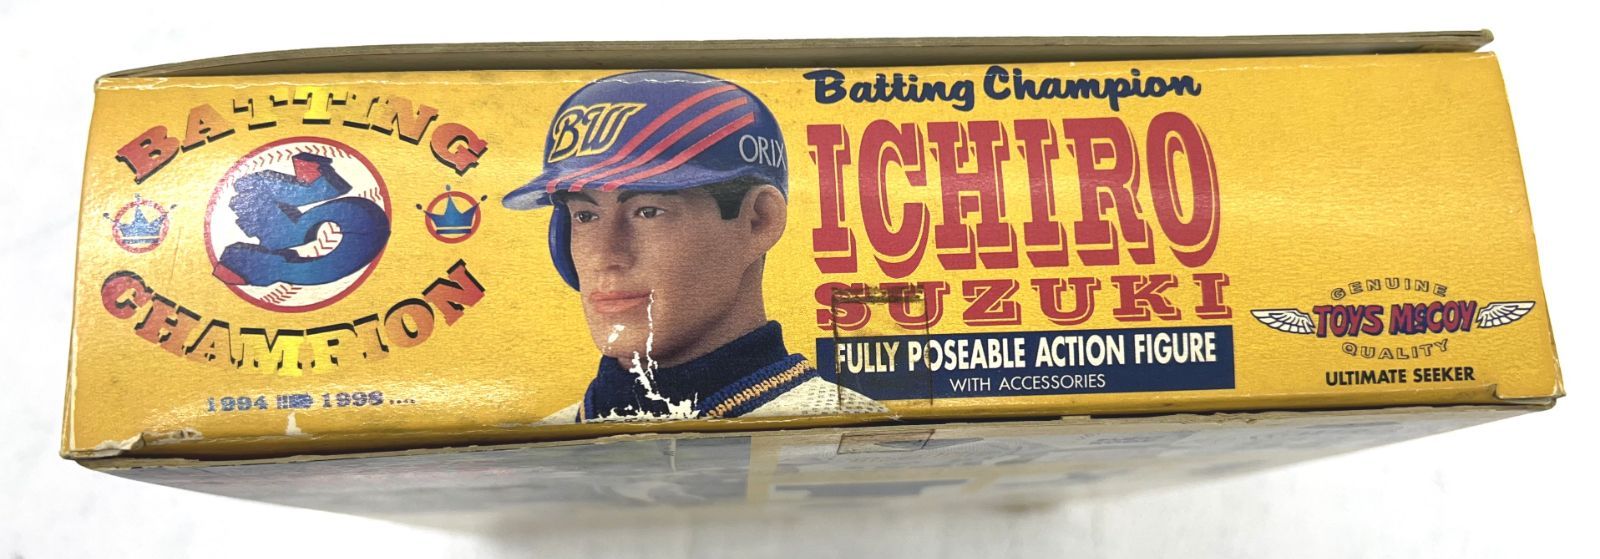 BATTING
S
CHAMPION
1994
BW
ORIX
Batting Champion
ICHIRO
SUZUKI
FULLY POSEABLE ACTION FIGURE
WITH ACCESSORIES
GENUINE
TOYS McCOY
QUALITY
ULTIMATE SEEKER